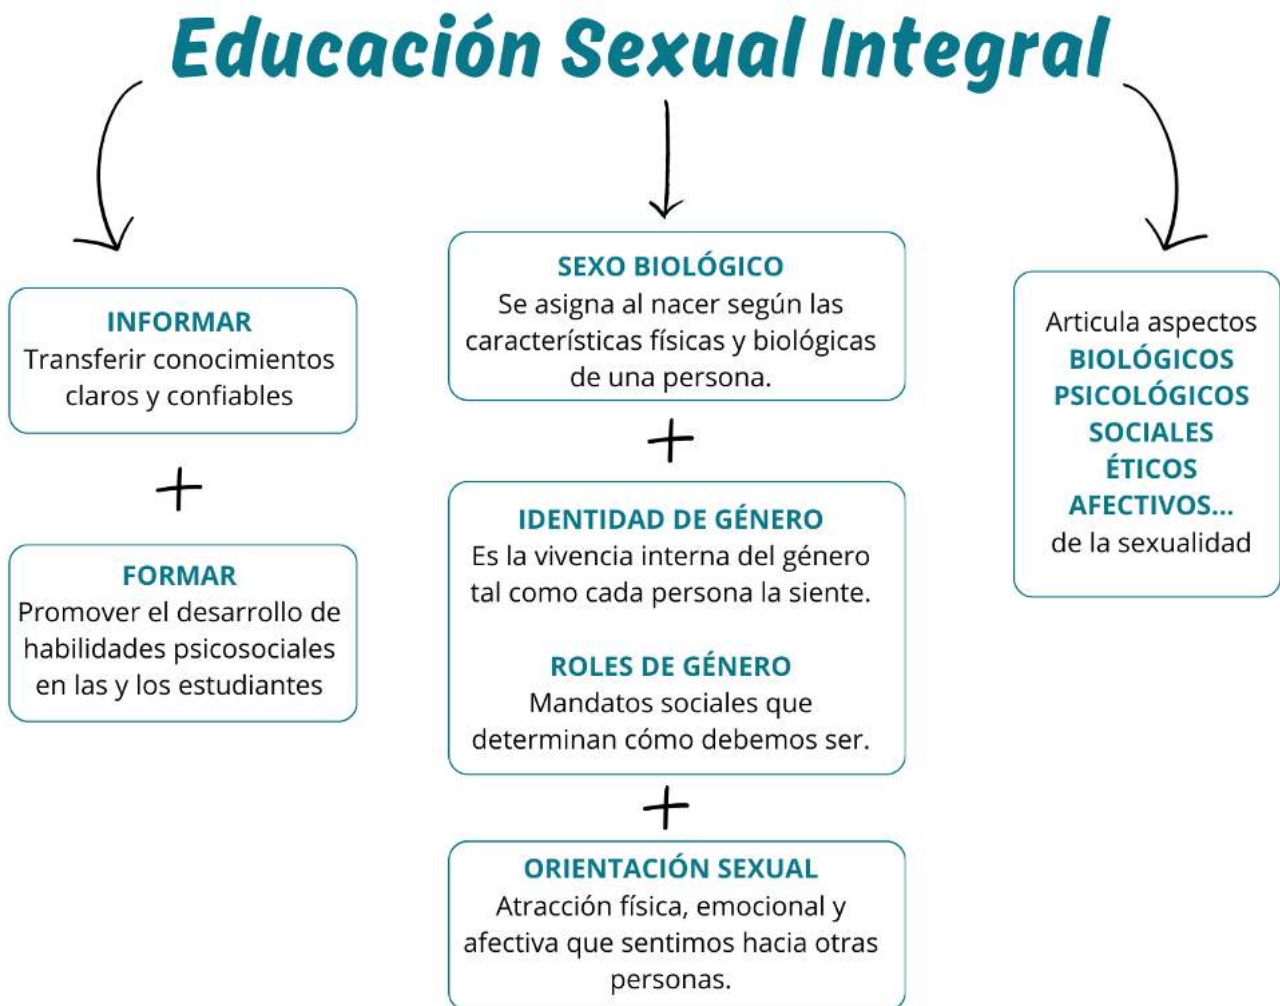 Educación Sexual Integral
INFORMAR
Transferir conocimientos
claros y confiables
+
FORMAR
Promover el desarrollo de
habilidades psicosociales
en las y los estudiantes
SEXO BIOLÓGICO
Se asigna al nacer según las
características físicas y biológicas
de una persona.
+
IDENTIDAD DE GÉNERO
Es la vivencia interna del género
tal como cada persona la siente.
ROLES DE GÉNERO
Mandatos sociales que
determinan cómo debemos ser.
+
ORIENTACIÓN SEXUAL
Atracción física, emocional y
afectiva que sentimos hacia otras
personas.
Articula aspectos
BIOLÓGICOS
PSICOLÓGICOS
SOCIALES
ÉTICOS
AFECTIVOS...
de la sexualidad